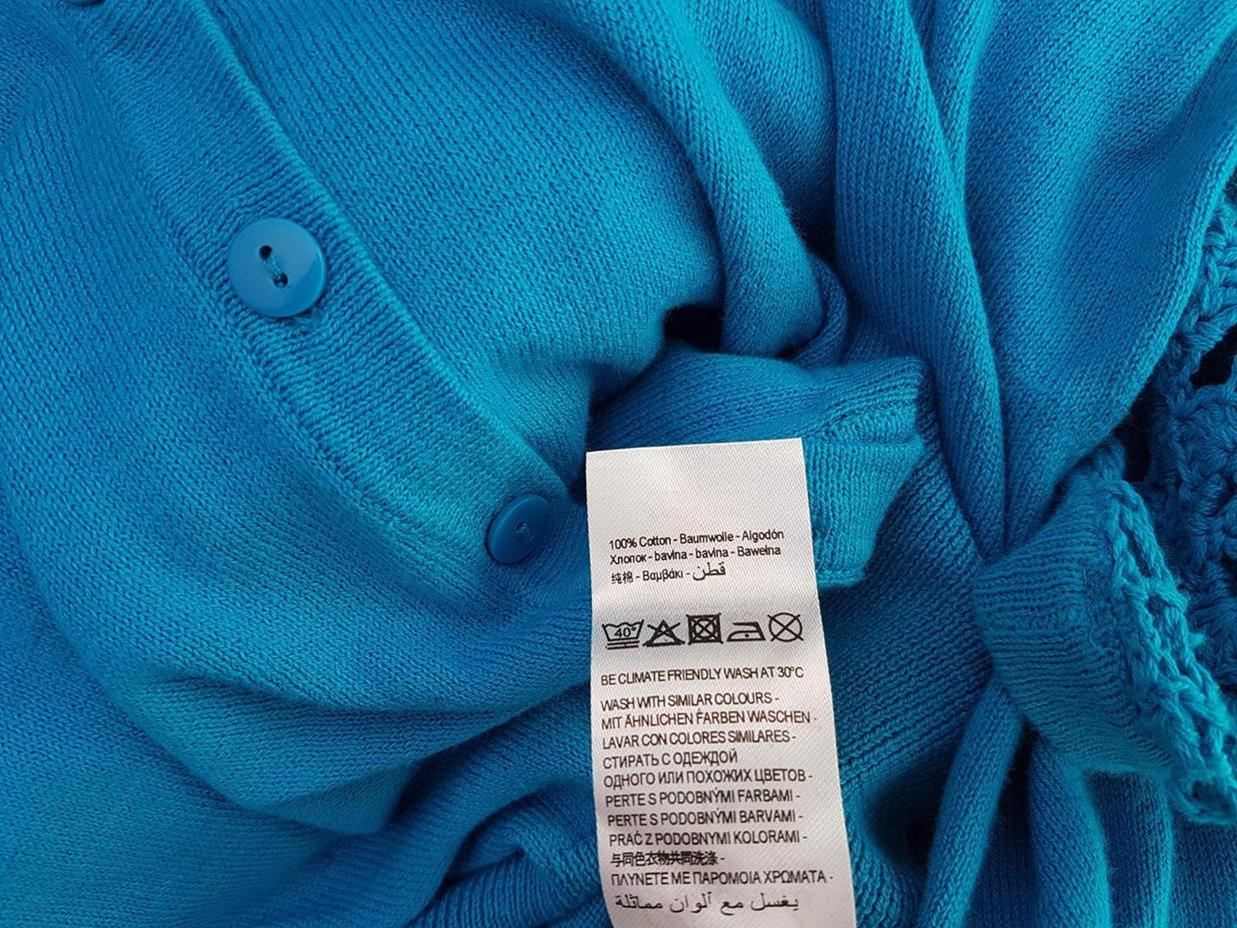 100% Cotton - Baumwolle - Algodón
Хлопок - bavlna - bavlna - Bawełna
纯棉 - Βαμβάκι - قطن
40°
BE CLIMATE FRIENDLY WASH AT 30°C
WASH WITH SIMILAR COLOURS -
MIT ÄHNLICHEN FARBEN WASCHEN -
LAVAR CON COLORES SIMILARES -
СТИРАТЬ С ОДЕЖДОЙ
ОДНОГО ИЛИ ПОХОЖИХ ЦВЕТОВ -
PERTE S PODOBNÝMI FARBAMI -
PERTE S PODOBNÝMI BARVAMI -
PRAĆ Z PODOBNYMI KOLORAMI -
与同色衣物共同洗涤 -
ΠΛΥΝΕΤΕ ΜΕ ΠΑΡΟΜΟΙΑ ΧΡΩΜΑΤΑ -
يغسل مع ألوان مماثلة